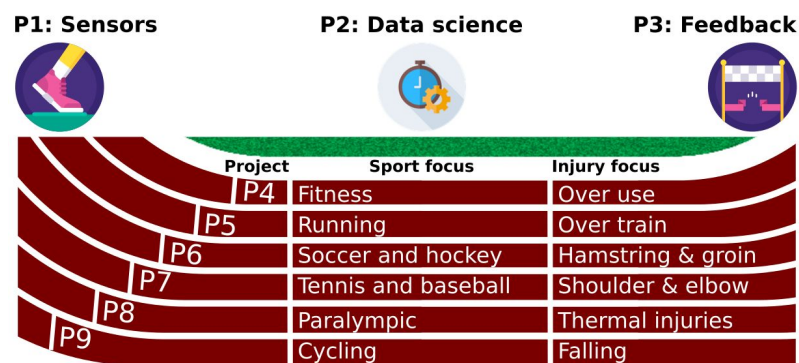 P1: Sensors P2: Data science P3: Feedback
Project Sport focus Injury focus
P4 Fitness Over use
P5 Running Over train
P6 Soccer and hockey Hamstring & groin
P7 Tennis and baseball Shoulder & elbow
P8 Paralympic Thermal injuries
P9 Cycling Falling